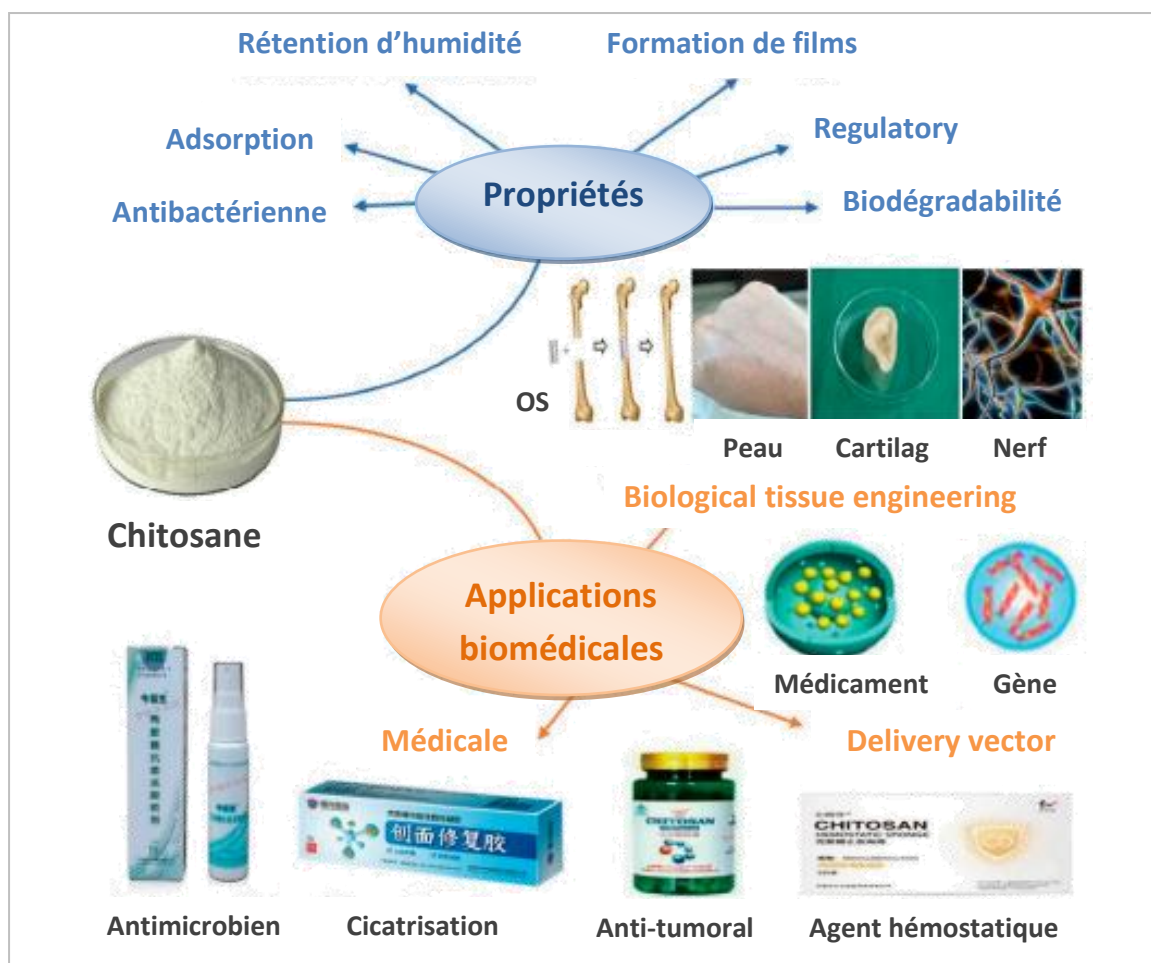 Rétention d’humidité
Formation de films
Adsorption
Regulatory
Propriétés
Antibactérienne
Biodégradabilité
OS
Peau
Cartilag
Nerf
Biological tissue engineering
Chitosane
Applications
biomédicales
Médicament
Gène
Médicale
Delivery vector
创面修复胶
CHITOSAN
CHITOSAN
HEMOSTATIC SPONGE
Antimicrobien
Cicatrisation
Anti-tumoral
Agent hémostatique